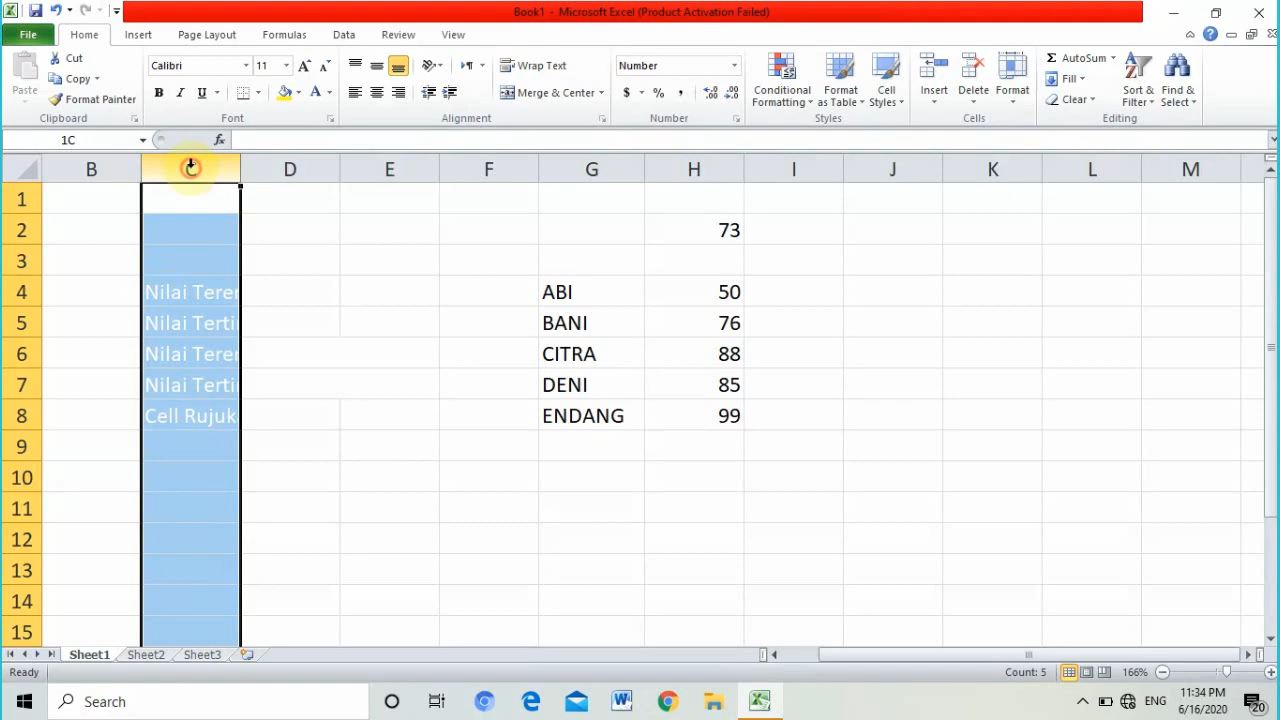 Book1 - Microsoft Excel (Product Activation Failed)
File Home Insert Page Layout Formulas Data Review View
Paste
Cut
Copy
Format Painter
Clipboard
Calibri 11
B I U
A
Font
Wrap Text
Merge & Center
Alignment
Number
$ % ,
Number
Conditional Formatting
Format as Table
Cell Styles
Styles
Insert
Delete
Format
Cells
Σ AutoSum
Fill
Clear
Sort & Filter
Find & Select
Editing
1C fx
B C D E F G H I J K L M
1
2 73
3
4 Nilai Terer ABI 50
5 Nilai Terti BANI 76
6 Nilai Terer CITRA 88
7 Nilai Terti DENI 85
8 Cell Rujuk ENDANG 99
9
10
11
12
13
14
15
Sheet1 Sheet2 Sheet3
Ready Count: 5 166%
Search
ENG
11:34 PM
6/16/2020
20